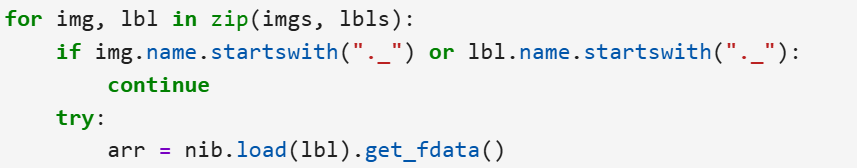 for img, lbl in zip(imgs, lbls):
    if img.name.startswith("._") or lbl.name.startswith("._"):
        continue
    try:
        arr = nib.load(lbl).get_fdata()